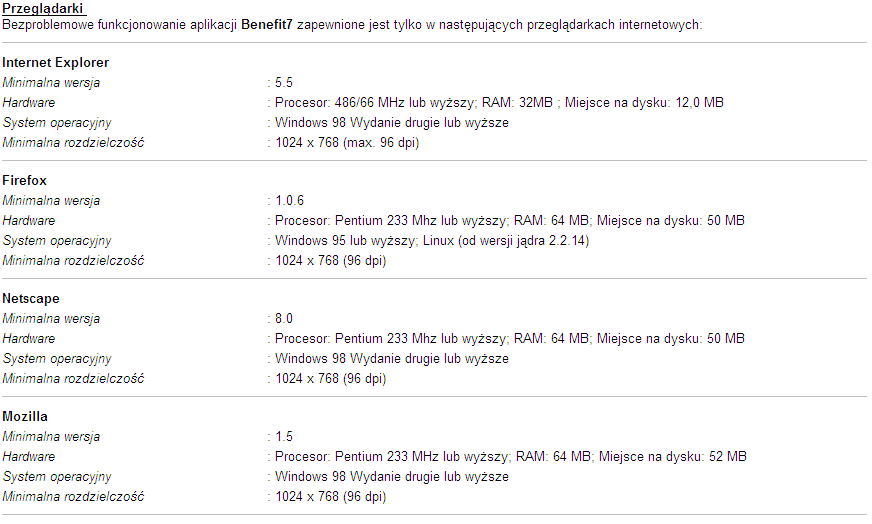 Przeglądarki
Bezproblemowe funkcjonowanie aplikacji Benefit7 zapewnione jest tylko w następujących przeglądarkach internetowych:
Internet Explorer
Minimalna wersja : 5.5
Hardware : Procesor: 486/66 MHz lub wyższy; RAM: 32MB ; Miejsce na dysku: 12,0 MB
System operacyjny : Windows 98 Wydanie drugie lub wyższe
Minimalna rozdzielczość : 1024 x 768 (max. 96 dpi)
Firefox
Minimalna wersja : 1.0.6
Hardware : Procesor: Pentium 233 Mhz lub wyższy; RAM: 64 MB; Miejsce na dysku: 50 MB
System operacyjny : Windows 95 lub wyższy; Linux (od wersji jądra 2.2.14)
Minimalna rozdzielczość : 1024 x 768 (96 dpi)
Netscape
Minimalna wersja : 8.0
Hardware : Procesor: Pentium 233 Mhz lub wyższy; RAM: 64 MB; Miejsce na dysku: 50 MB
System operacyjny : Windows 98 Wydanie drugie lub wyższe
Minimalna rozdzielczość : 1024 x 768 (96 dpi)
Mozilla
Minimalna wersja : 1.5
Hardware : Procesor: Pentium 233 MHz lub wyższy; RAM: 64 MB; Miejsce na dysku: 52 MB
System operacyjny : Windows 98 Wydanie drugie lub wyższe
Minimalna rozdzielczość : 1024 x 768 (96 dpi)